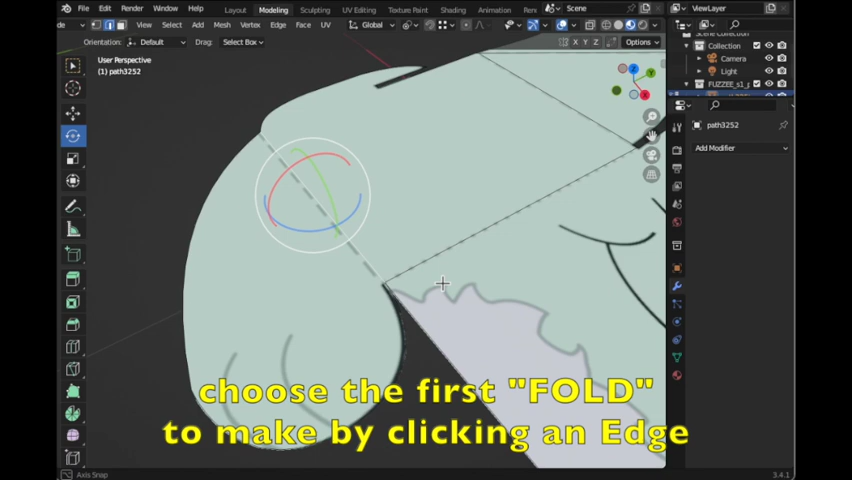 File Edit Render Window Help
Layout Modeling Sculpting UV Editing Texture Paint Shading Animation
Scene
ViewLayer
View Select Add Mesh Vertex Edge Face UV
Global
Orientation: Default Drag: Select Box
X Y Z Options
User Perspective
(1) path3252
Z
Y
X
Scene Collection
Collection
Camera
Light
path3252
Add Modifier
choose the first "FOLD"
to make by clicking an Edge
Axis Snap
3.4.1